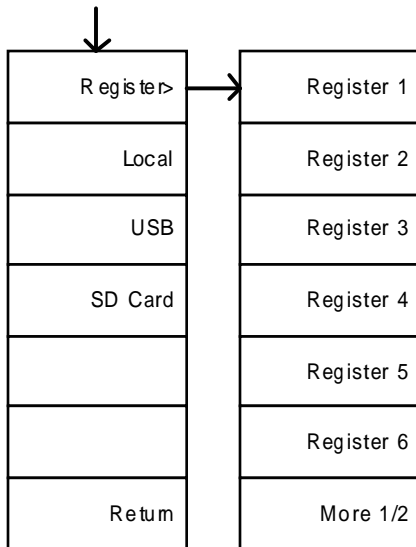 Register>
Local
USB
SD Card
Return
Register 1
Register 2
Register 3
Register 4
Register 5
Register 6
More 1/2